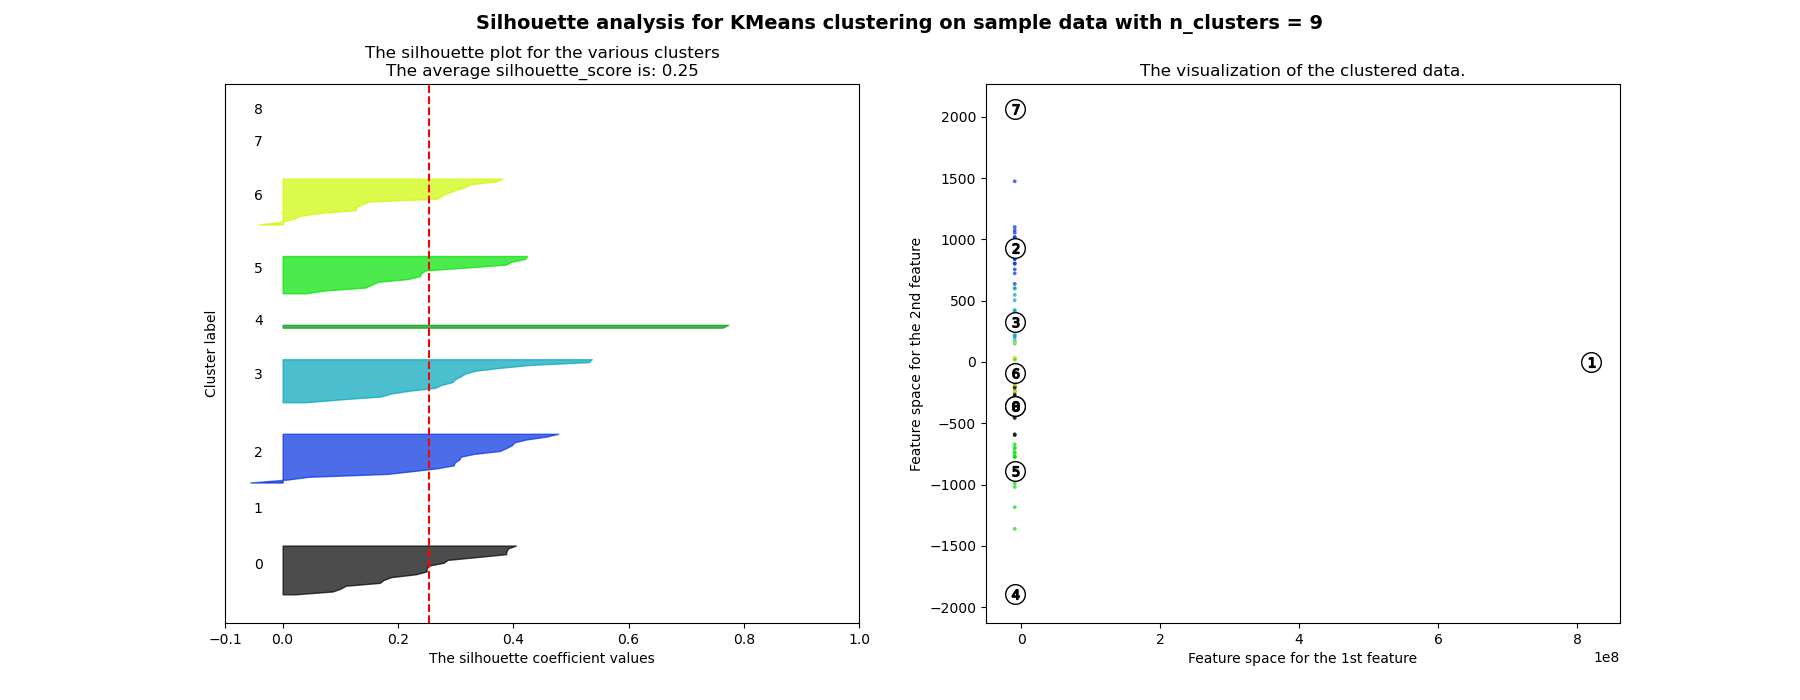 Silhouette analysis for KMeans clustering on sample data with n_clusters = 9
The silhouette plot for the various clusters
The average silhouette_score is: 0.25
8
7
6
5
4
3
2
1
0
Cluster label
−0.1 0.0 0.2 0.4 0.6 0.8 1.0
The silhouette coefficient values
The visualization of the clustered data.
2000
1500
1000
500
0
−500
−1000
−1500
−2000
Feature space for the 2nd feature
7
2
3
1
6
5
4
0 2 4 6 8
1e8
Feature space for the 1st feature